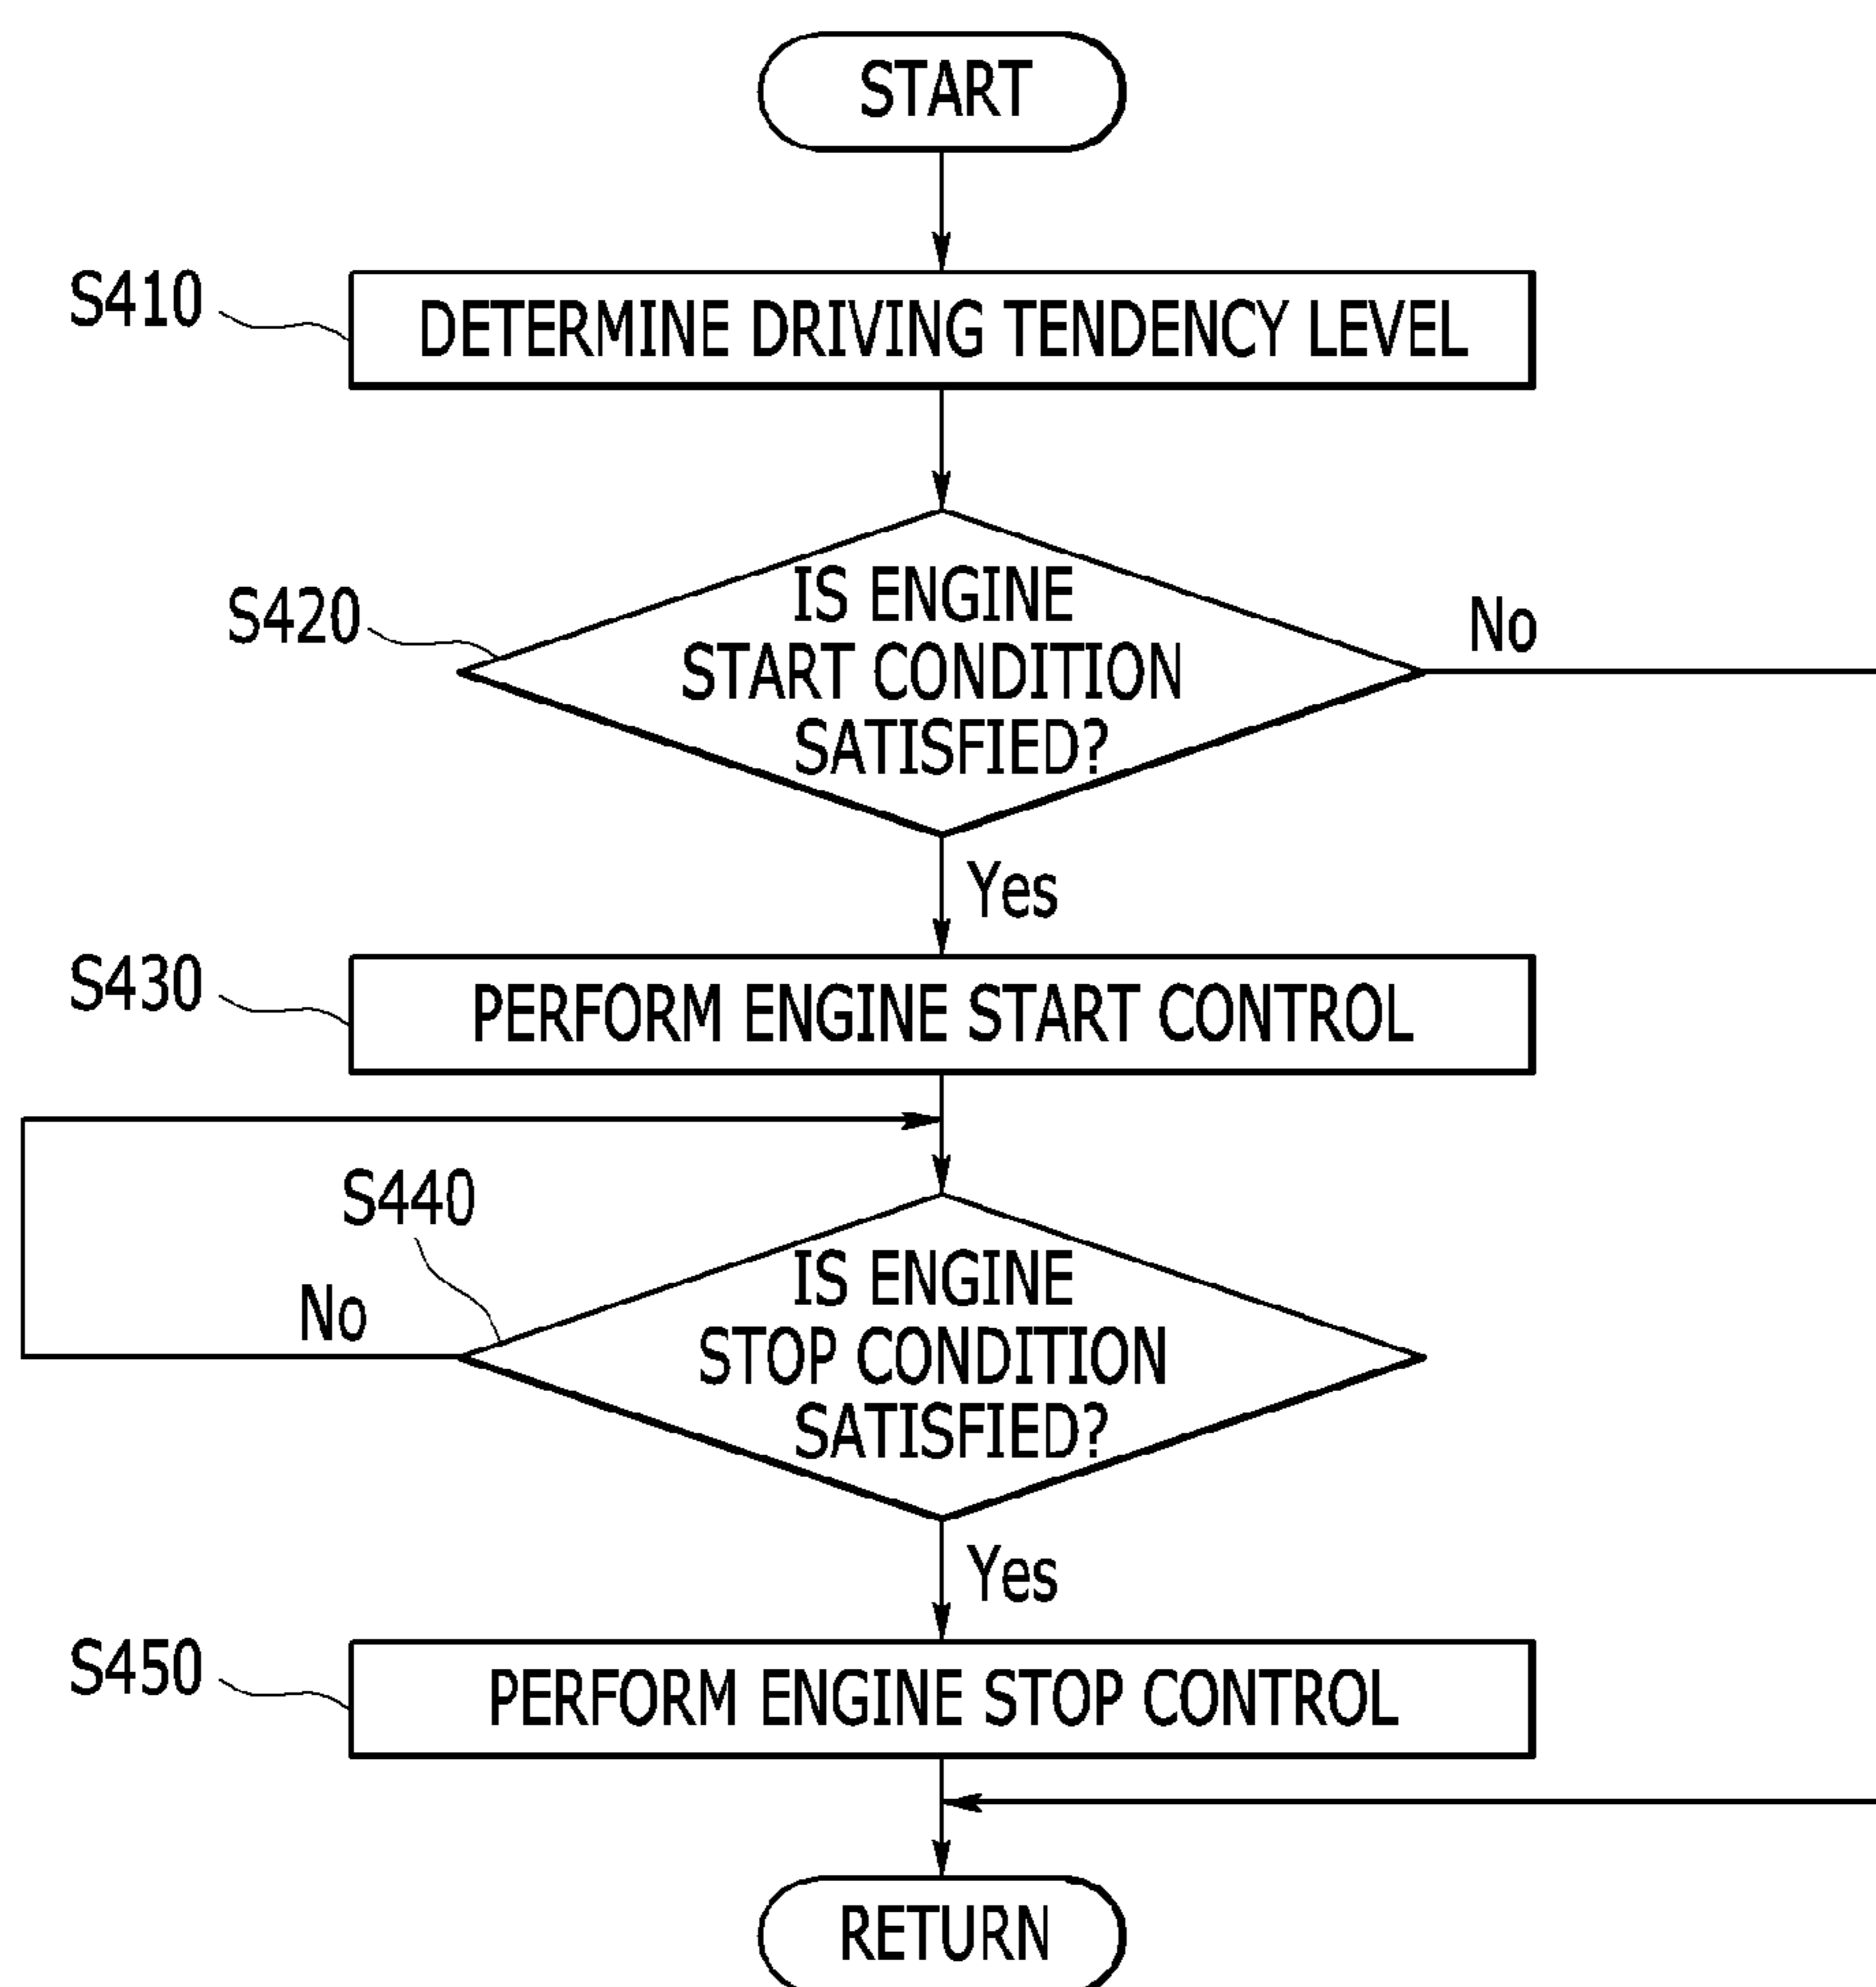 START
S410
DETERMINE DRIVING TENDENCY LEVEL
S420
IS ENGINE
START CONDITION
SATISFIED?
No
Yes
S430
PERFORM ENGINE START CONTROL
S440
IS ENGINE
STOP CONDITION
SATISFIED?
No
Yes
S450
PERFORM ENGINE STOP CONTROL
RETURN